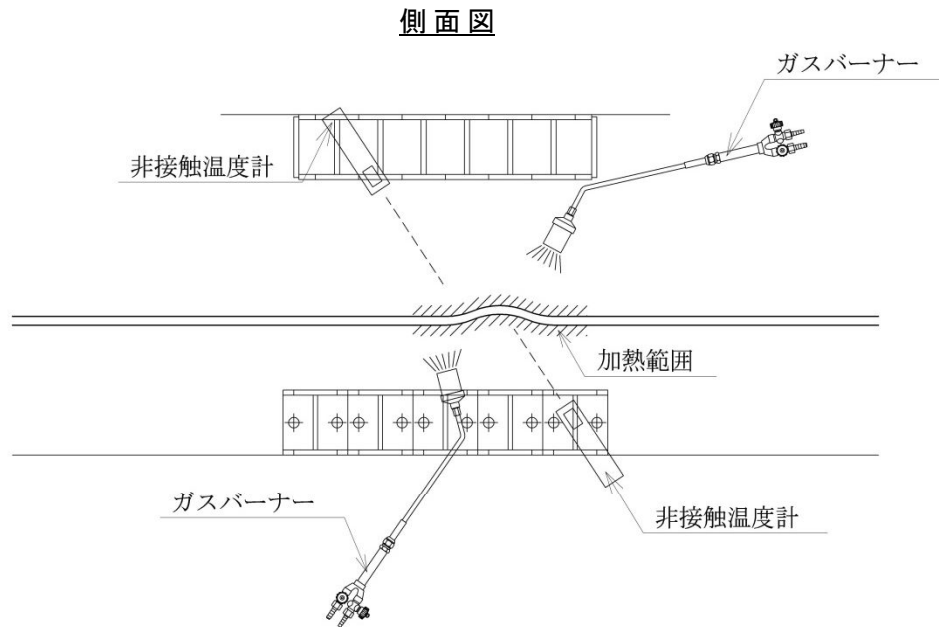 側面図
ガスバーナー
非接触温度計
加熱範囲
ガスバーナー
非接触温度計